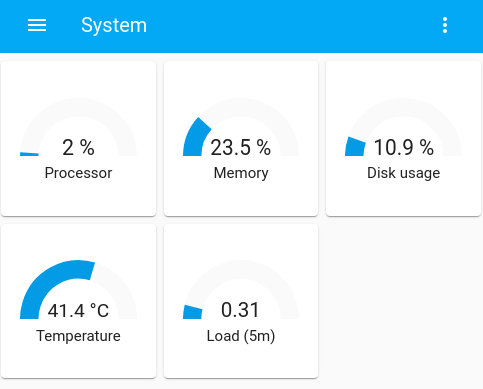 System
2 %
Processor
23.5 %
Memory
10.9 %
Disk usage
41.4 °C
Temperature
0.31
Load (5m)